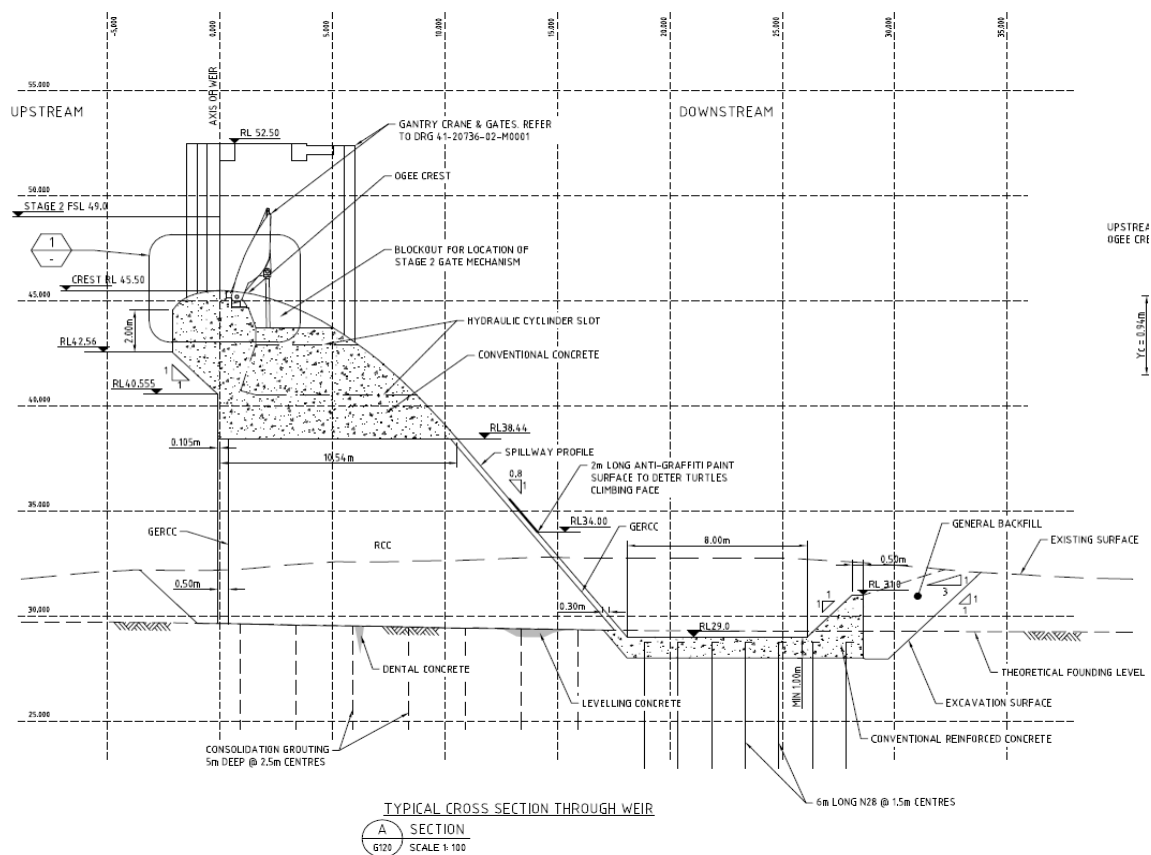 -5.000
0.000
5.000
10.000
15.000
20.000
25.000
30.000
35.000
55.000
UPSTREAM
AXIS OF WEIR
DOWNSTREAM
GANTRY CRANE & GATES. REFER
TO DRG 41-20736-02-M0001
RL 52.50
OGEE CREST
50.000
STAGE 2 FSL 49.0
1
-
BLOCKOUT FOR LOCATION OF
STAGE 2 GATE MECHANISM
UPSTREA
OGEE CRE
CREST RL 45.50
45.000
2.00m
HYDRAULIC CYCLINDER SLOT
Yc = 0.94m
RL42.56
CONVENTIONAL CONCRETE
1
1
RL40.555
40.000
RL38.44
0.105m
10.54m
SPILLWAY PROFILE
2m LONG ANTI-GRAFFITI PAINT
SURFACE TO DETER TURTLES
CLIMBING FACE
0.8
1
35.000
RL34.00
GERCC
GERCC
RCC
8.00m
GENERAL BACKFILL
EXISTING SURFACE
0.50m
0.50m
RL 31.0
1
3
1
1
1
1
0.30m
30.000
RL29.0
DENTAL CONCRETE
MIN 1.00m
THEORETICAL FOUNDING LEVEL
LEVELLING CONCRETE
EXCAVATION SURFACE
25.000
CONVENTIONAL REINFORCED CONCRETE
CONSOLIDATION GROUTING
5m DEEP @ 2.5m CENTRES
6m LONG N28 @ 1.5m CENTRES
TYPICAL CROSS SECTION THROUGH WEIR
A
G120
SECTION
SCALE 1: 100